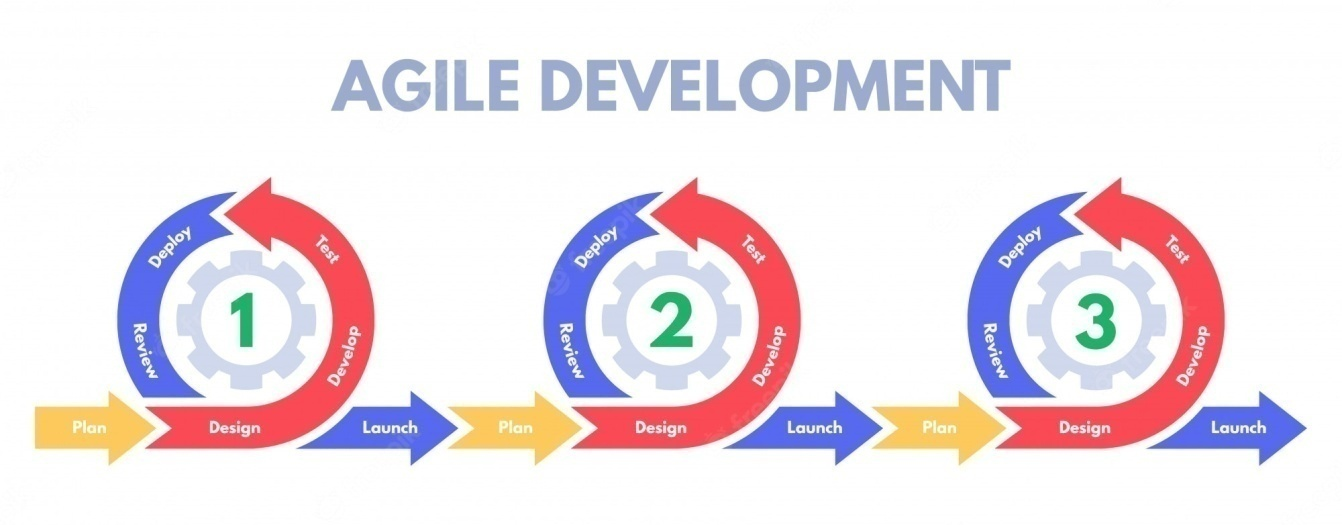 AGILE DEVELOPMENT
Deploy
Test
1
Review
Develop
Plan
Design
Launch
Deploy
Test
2
Review
Develop
Plan
Design
Launch
Deploy
Test
3
Review
Develop
Plan
Design
Launch